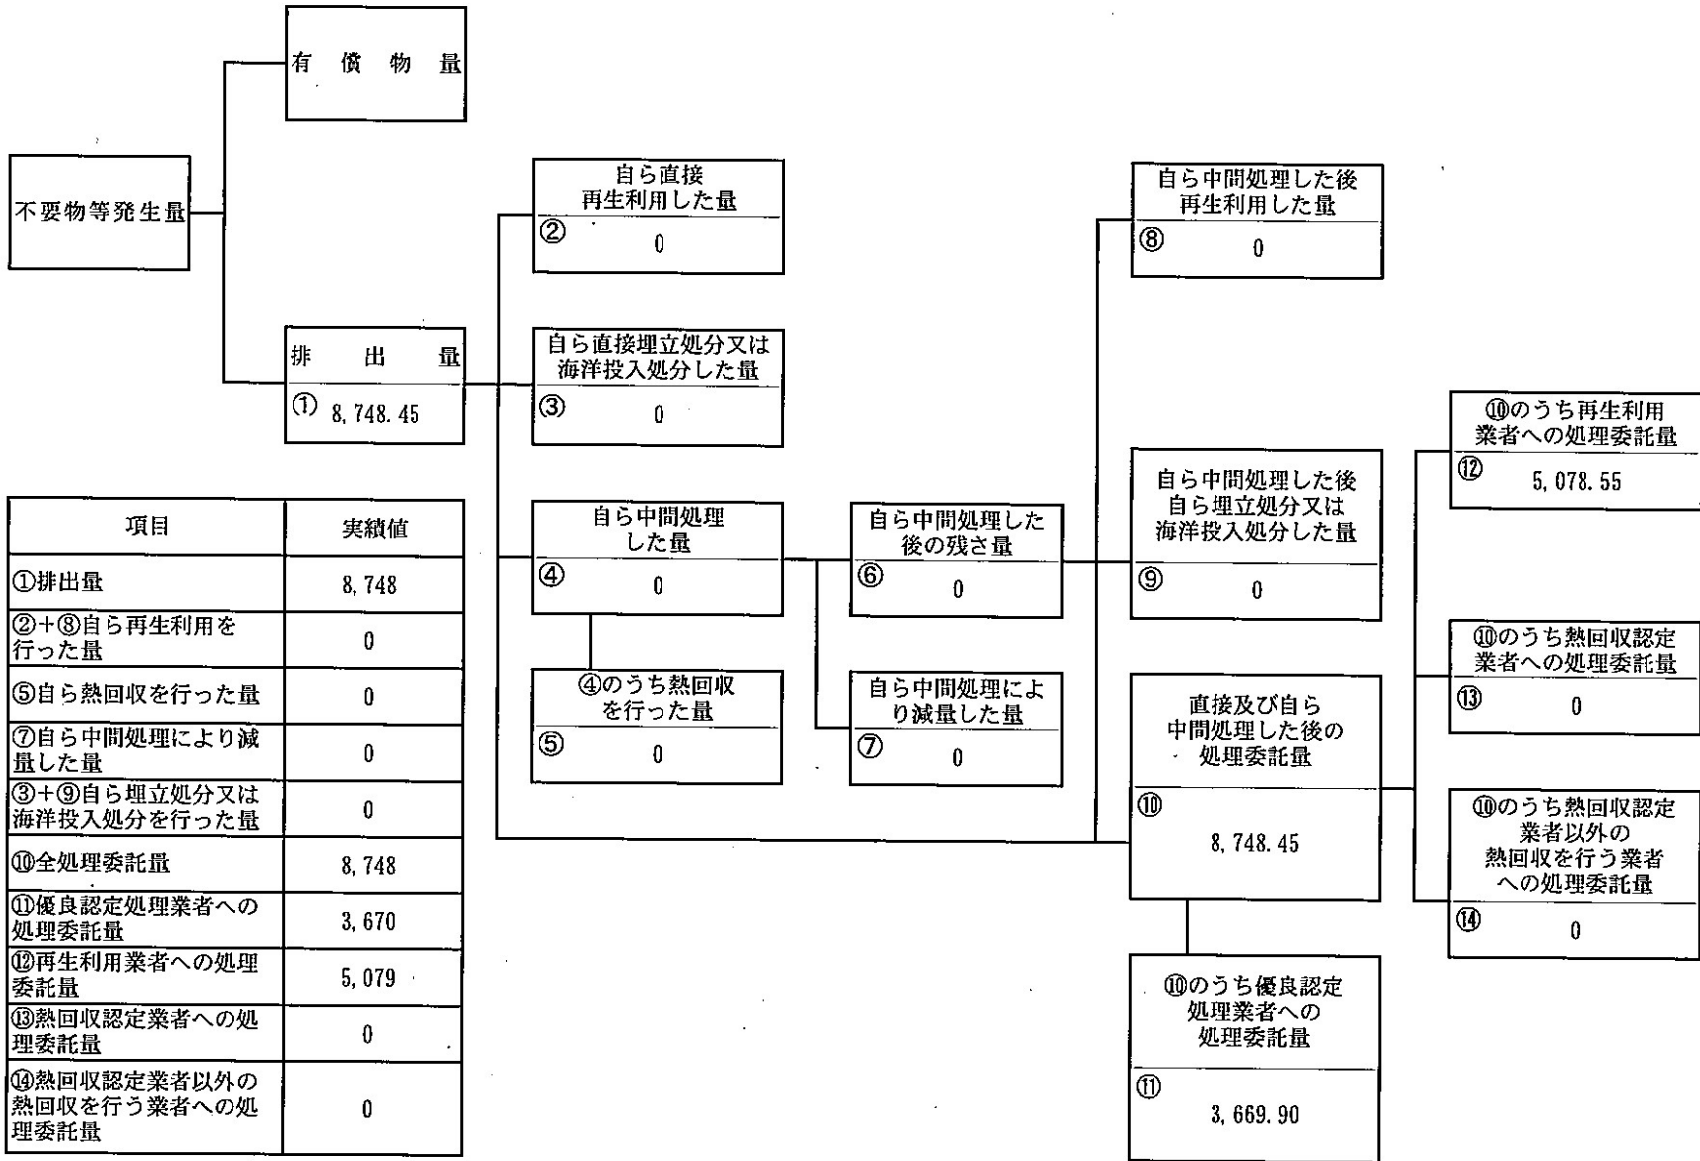 有償物量
不要物等発生量
排出量
① 8,748.45
自ら直接
再生利用した量
② 0
自ら直接埋立処分又は
海洋投入処分した量
③ 0
自ら中間処理
した量
④ 0
④のうち熱回収
を行った量
⑤ 0
自ら中間処理した
後の残さ量
⑥ 0
自ら中間処理によ
り減量した量
⑦ 0
自ら中間処理した後
再生利用した量
⑧ 0
自ら中間処理した後
自ら埋立処分又は
海洋投入処分した量
⑨ 0
直接及び自ら
中間処理した後の
処理委託量
⑩
8,748.45
⑩のうち優良認定
処理業者への
処理委託量
⑪
3,669.90
⑩のうち再生利用
業者への処理委託量
⑫ 5,078.55
⑩のうち熱回収認定
業者への処理委託量
⑬ 0
⑩のうち熱回収認定
業者以外の
熱回収を行う業者
への処理委託量
⑭ 0
項目 実績値
①排出量 8,748
②+⑧自ら再生利用を
行った量 0
⑤自ら熱回収を行った量 0
⑦自ら中間処理により減
量した量 0
③+⑨自ら埋立処分又は
海洋投入処分を行った量 0
⑩全処理委託量 8,748
⑪優良認定処理業者への
処理委託量 3,670
⑫再生利用業者への処理
委託量 5,079
⑬熱回収認定業者への処
理委託量 0
⑭熱回収認定業者以外の
熱回収を行う業者への処
理委託量 0